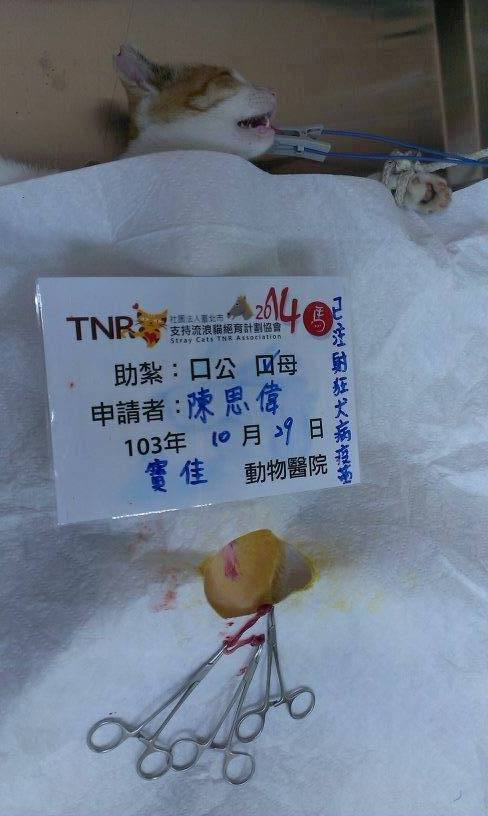 TNR 社團法人臺北市 2014 馬
支持流浪貓絕育計劃協會
Stray Cats TNR Association
助紮：口公 口母
申請者：陳思偉
103年 10月 29日
寶佳 動物醫院
已注射狂犬病疫苗